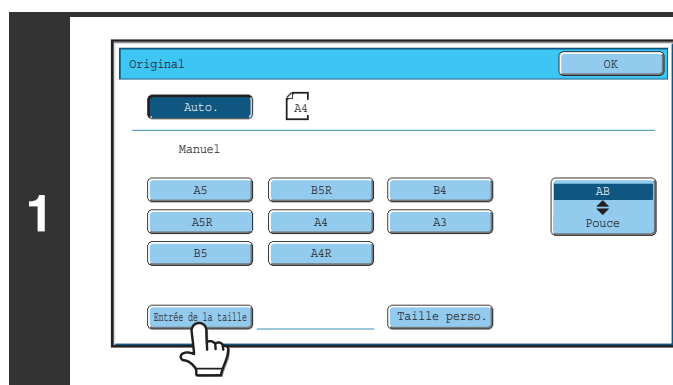 1
Original OK
Auto. A4
Manuel
A5 B5R B4 AB
A5R A4 A3 Pouce
B5 A4R
Entrée de la taille Taille perso.